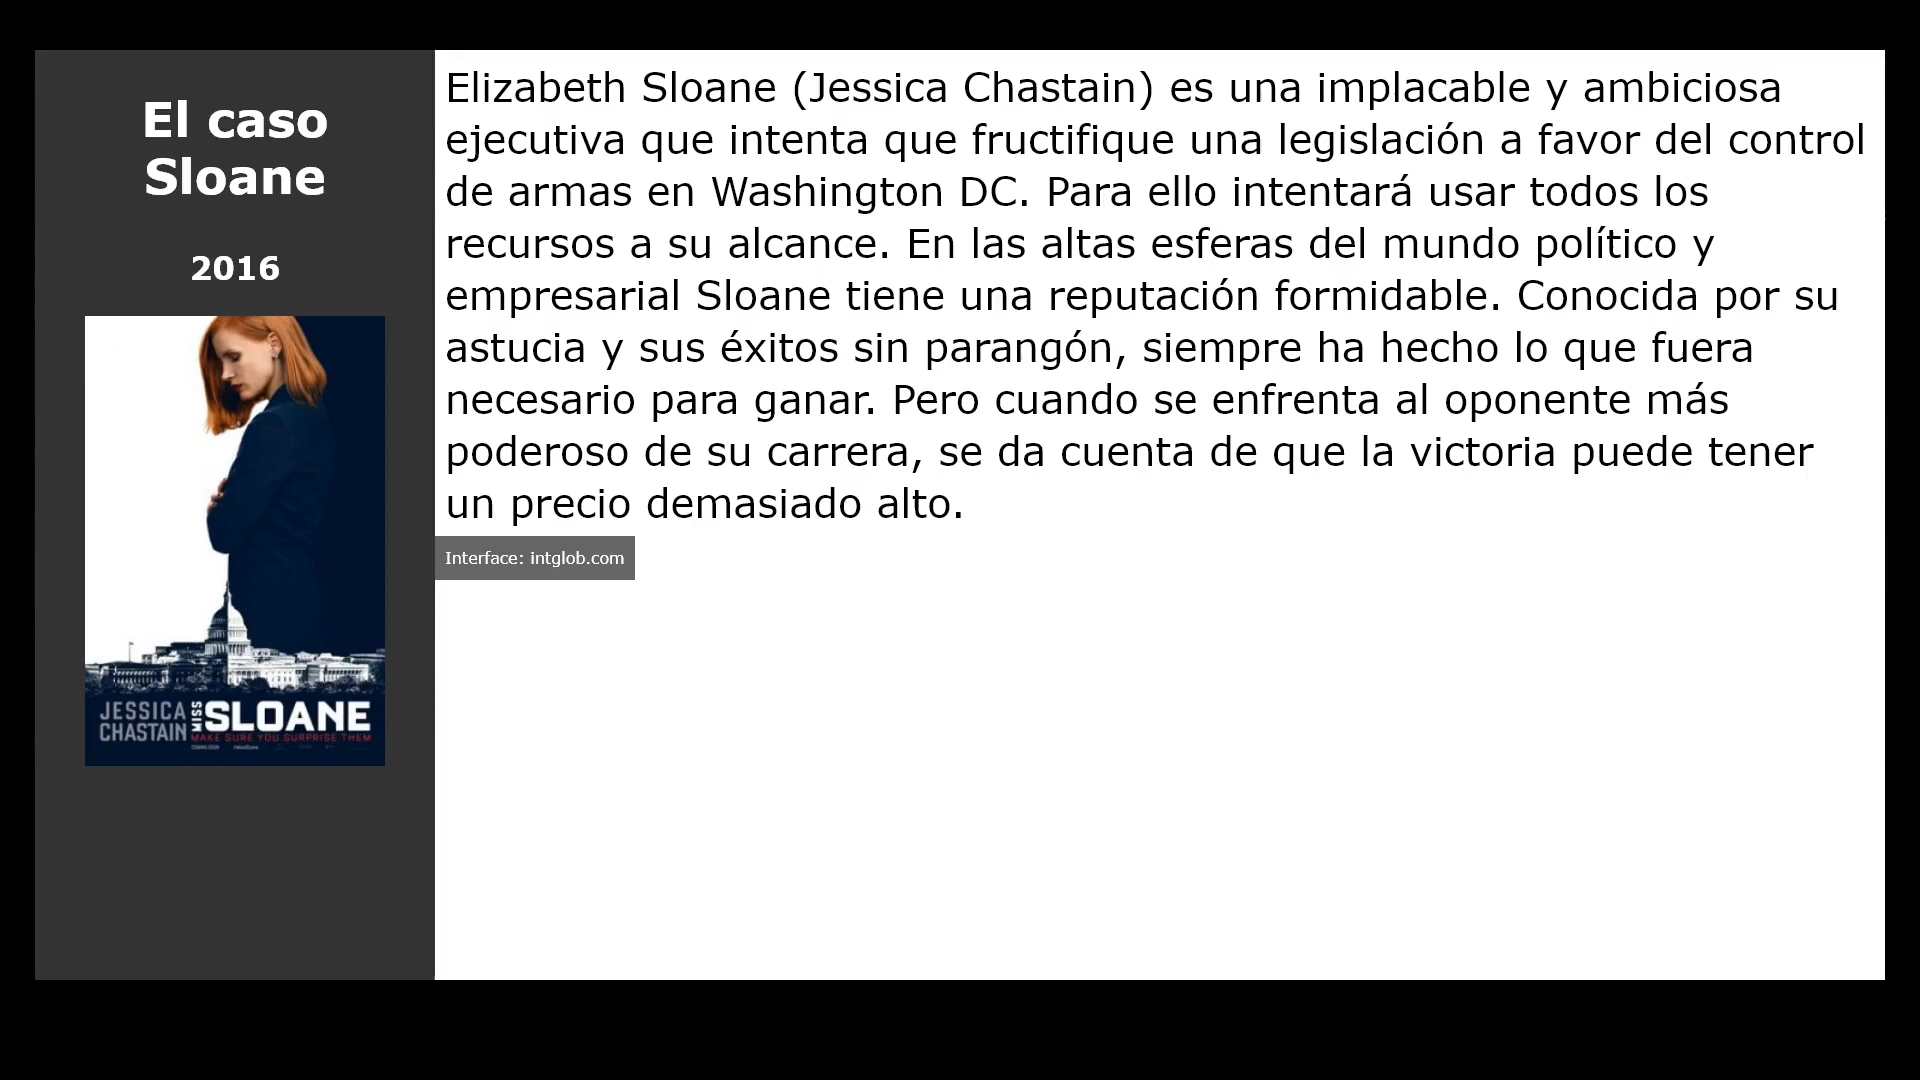 El caso
Sloane
2016
JESSICA
CHASTAIN
MISS
SLOANE
MAKE SURE YOU SURPRISE THEM
Elizabeth Sloane (Jessica Chastain) es una implacable y ambiciosa
ejecutiva que intenta que fructifique una legislación a favor del control
de armas en Washington DC. Para ello intentará usar todos los
recursos a su alcance. En las altas esferas del mundo político y
empresarial Sloane tiene una reputación formidable. Conocida por su
astucia y sus éxitos sin parangón, siempre ha hecho lo que fuera
necesario para ganar. Pero cuando se enfrenta al oponente más
poderoso de su carrera, se da cuenta de que la victoria puede tener
un precio demasiado alto.
Interface: intglob.com